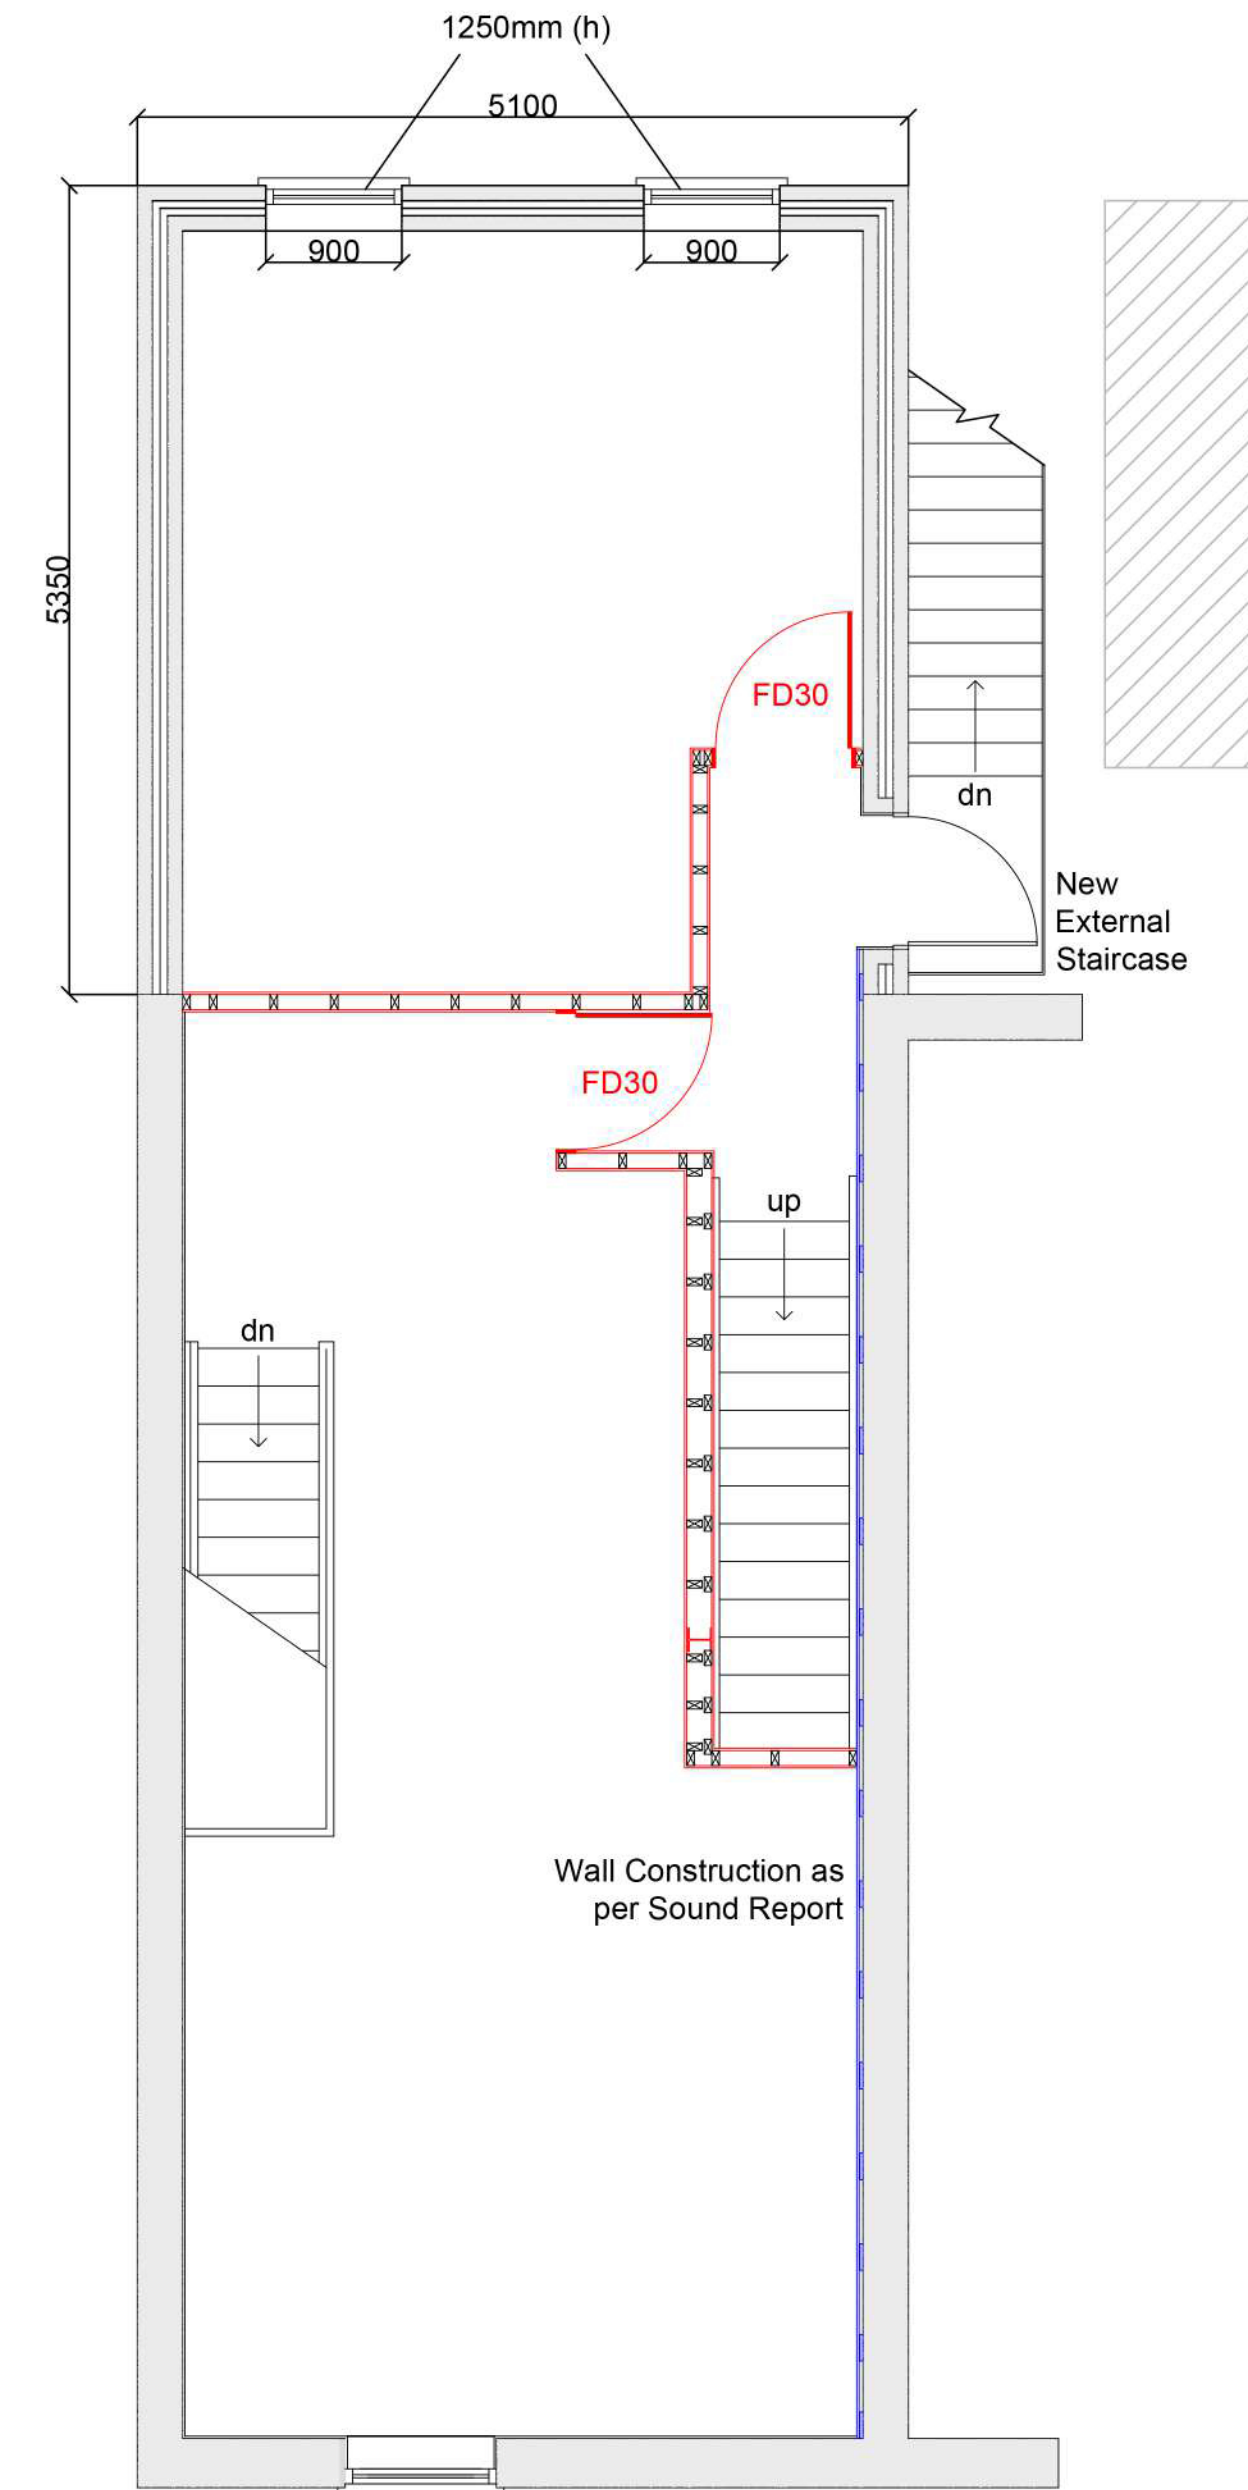 1250mm (h)
5100
900
900
5350
FD30
dn
New
External
Staircase
FD30
up
dn
Wall Construction as
per Sound Report